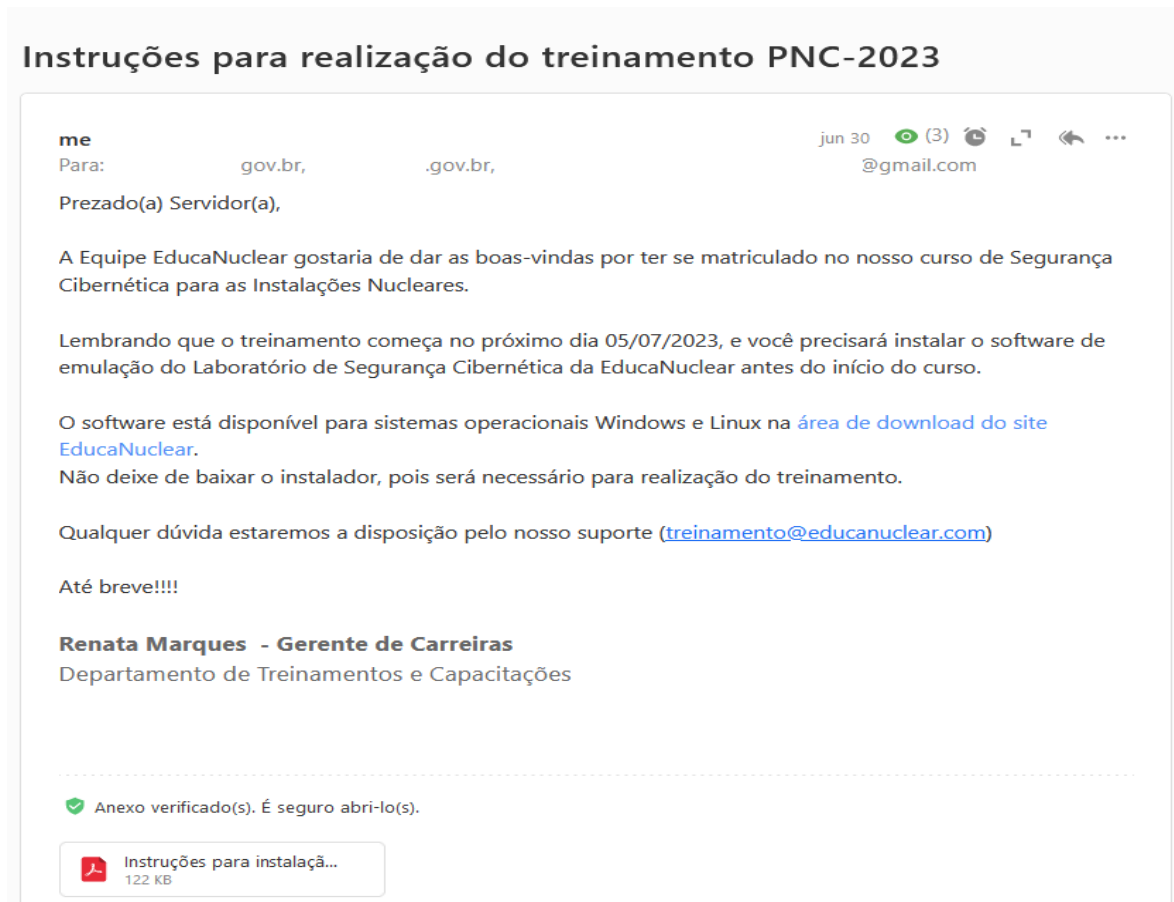 Instruções para realização do treinamento PNC-2023
me
jun 30 (3)
Para: gov.br, .gov.br, @gmail.com
Prezado(a) Servidor(a),
A Equipe EducaNuclear gostaria de dar as boas-vindas por ter se matriculado no nosso curso de Segurança
Cibernética para as Instalações Nucleares.
Lembrando que o treinamento começa no próximo dia 05/07/2023, e você precisará instalar o software de
emulação do Laboratório de Segurança Cibernética da EducaNuclear antes do início do curso.
O software está disponível para sistemas operacionais Windows e Linux na área de download do site
EducaNuclear.
Não deixe de baixar o instalador, pois será necessário para realização do treinamento.
Qualquer dúvida estaremos a disposição pelo nosso suporte (treinamento@educanuclear.com)
Até breve!!!!
Renata Marques - Gerente de Carreiras
Departamento de Treinamentos e Capacitações
Anexo verificado(s). É seguro abri-lo(s).
Instruções para instalaçã...
122 KB